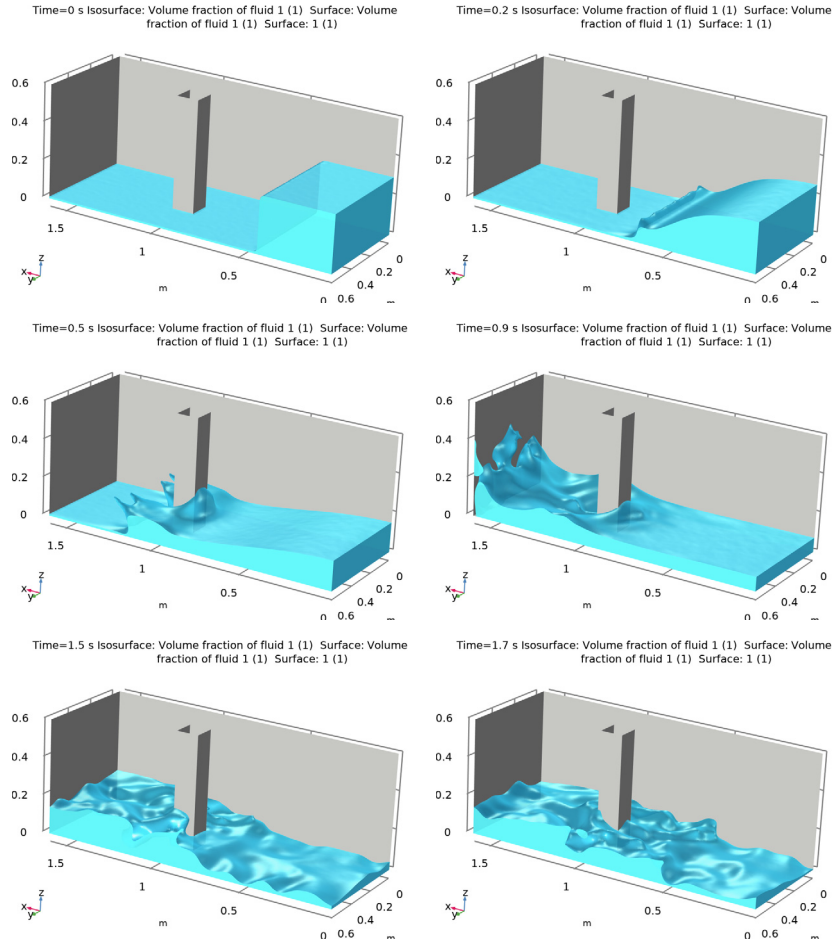 Time=0 s Isosurface: Volume fraction of fluid 1 (1)  Surface: Volume
fraction of fluid 1 (1)  Surface: 1 (1)
0.6
0.4
0.2
0
1.5
1
0.5
0
0
0.2
0.4
0.6
m
m
x
y
z
Time=0.2 s Isosurface: Volume fraction of fluid 1 (1)  Surface: Volume
fraction of fluid 1 (1)  Surface: 1 (1)
0.6
0.4
0.2
0
1.5
1
0.5
0
0
0.2
0.4
0.6
m
m
x
y
z
Time=0.5 s Isosurface: Volume fraction of fluid 1 (1)  Surface: Volume
fraction of fluid 1 (1)  Surface: 1 (1)
0.6
0.4
0.2
0
1.5
1
0.5
0
0
0.2
0.4
0.6
m
m
x
y
z
Time=0.9 s Isosurface: Volume fraction of fluid 1 (1)  Surface: Volume
fraction of fluid 1 (1)  Surface: 1 (1)
0.6
0.4
0.2
0
1.5
1
0.5
0
0
0.2
0.4
0.6
m
m
x
y
z
Time=1.5 s Isosurface: Volume fraction of fluid 1 (1)  Surface: Volume
fraction of fluid 1 (1)  Surface: 1 (1)
0.6
0.4
0.2
0
1.5
1
0.5
0
0
0.2
0.4
0.6
m
m
x
y
z
Time=1.7 s Isosurface: Volume fraction of fluid 1 (1)  Surface: Volume
fraction of fluid 1 (1)  Surface: 1 (1)
0.6
0.4
0.2
0
1.5
1
0.5
0
0
0.2
0.4
0.6
m
m
x
y
z